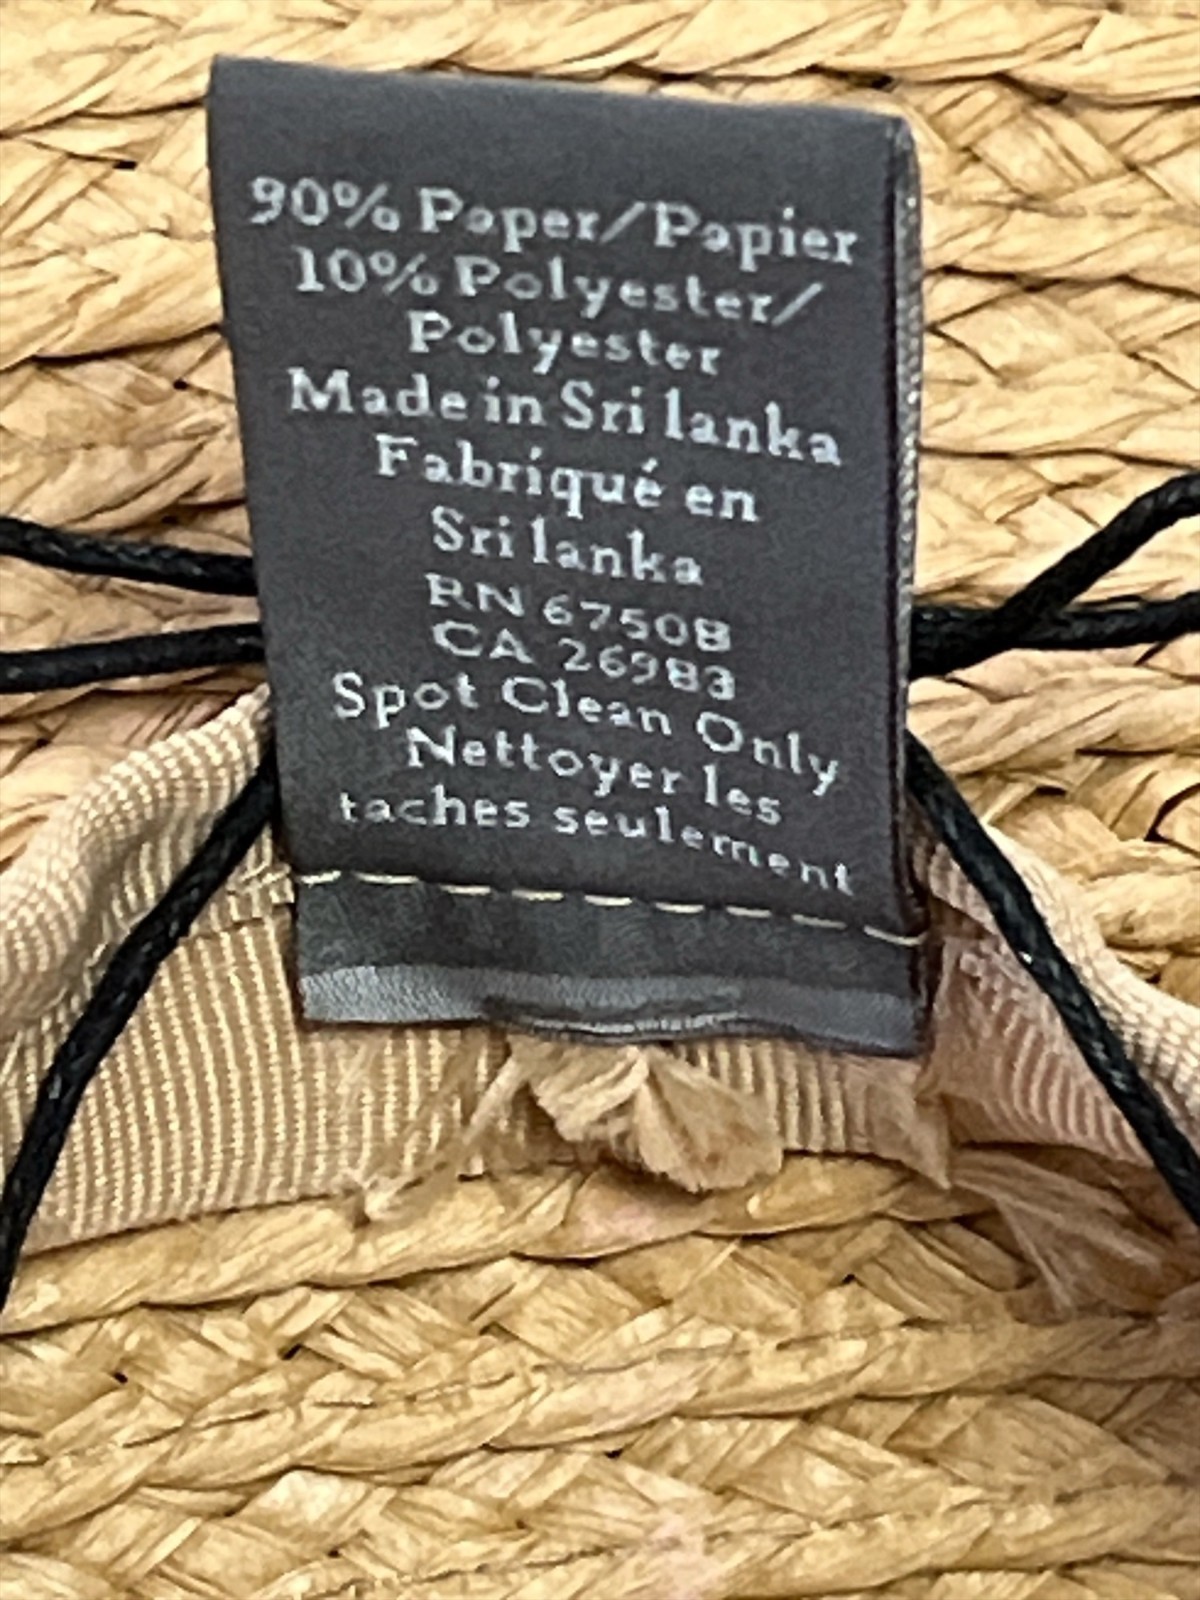 90% Paper/Papier
10% Polyester/
Polyester
Made in Sri lanka
Fabriqué en
Sri lanka
RN 67508
CA 26983
Spot Clean Only
Nettoyer les
taches seulement